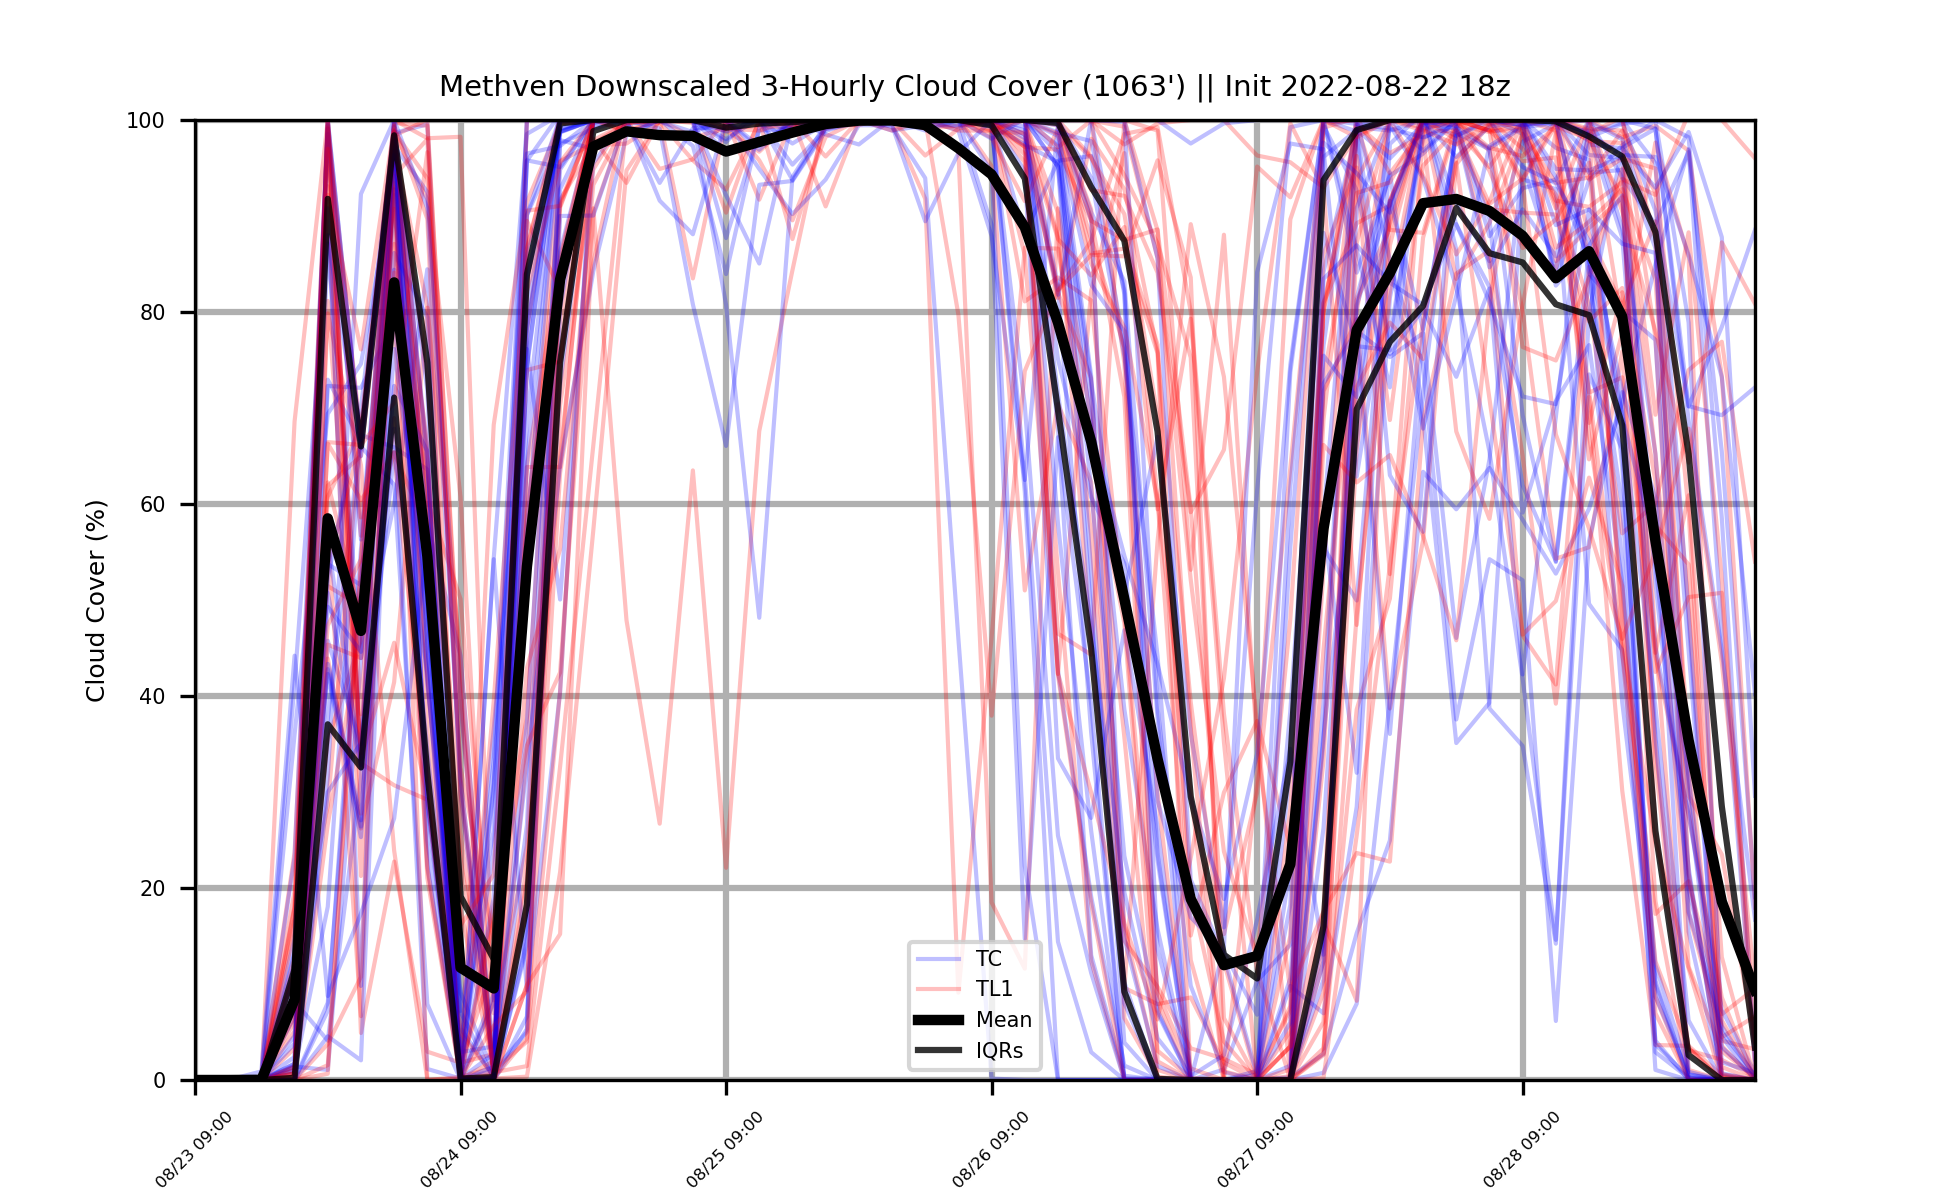 Methven Downscaled 3-Hourly Cloud Cover (1063') || Init 2022-08-22 18z
Cloud Cover (%)
100
80
60
40
20
0
TC
TL1
Mean
IQRs
08/23 09:00
08/24 09:00
08/25 09:00
08/26 09:00
08/27 09:00
08/28 09:00